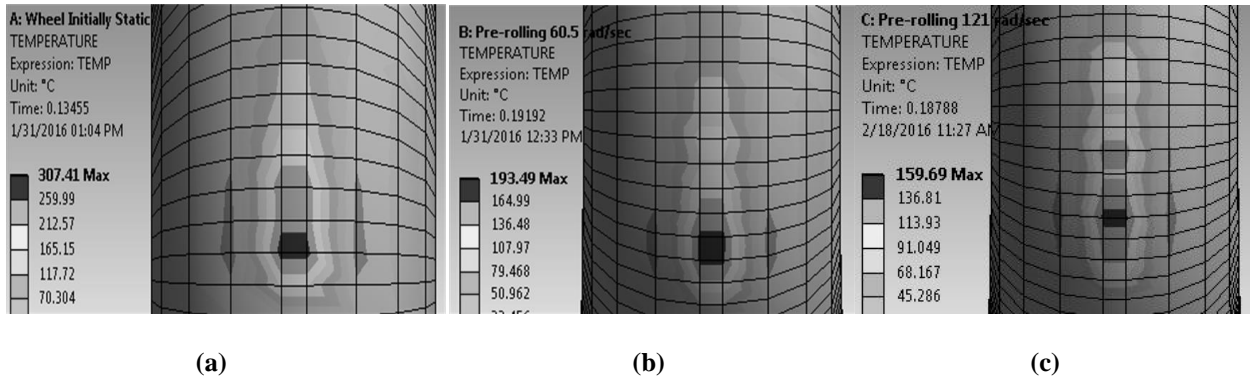 A: Wheel Initially Static
TEMPERATURE
Expression: TEMP
Unit: °C
Time: 0.13455
1/31/2016 01:04 PM
307.41 Max
259.99
212.57
165.15
117.72
70.304
B: Pre-rolling 60.5 rad/sec
TEMPERATURE
Expression: TEMP
Unit: °C
Time: 0.19192
1/31/2016 12:33 PM
193.49 Max
164.99
136.48
107.97
79.468
50.962
C: Pre-rolling 121 rad/sec
TEMPERATURE
Expression: TEMP
Unit: °C
Time: 0.18788
2/18/2016 11:27 AM
159.69 Max
136.81
113.93
91.049
68.167
45.286
(a)
(b)
(c)